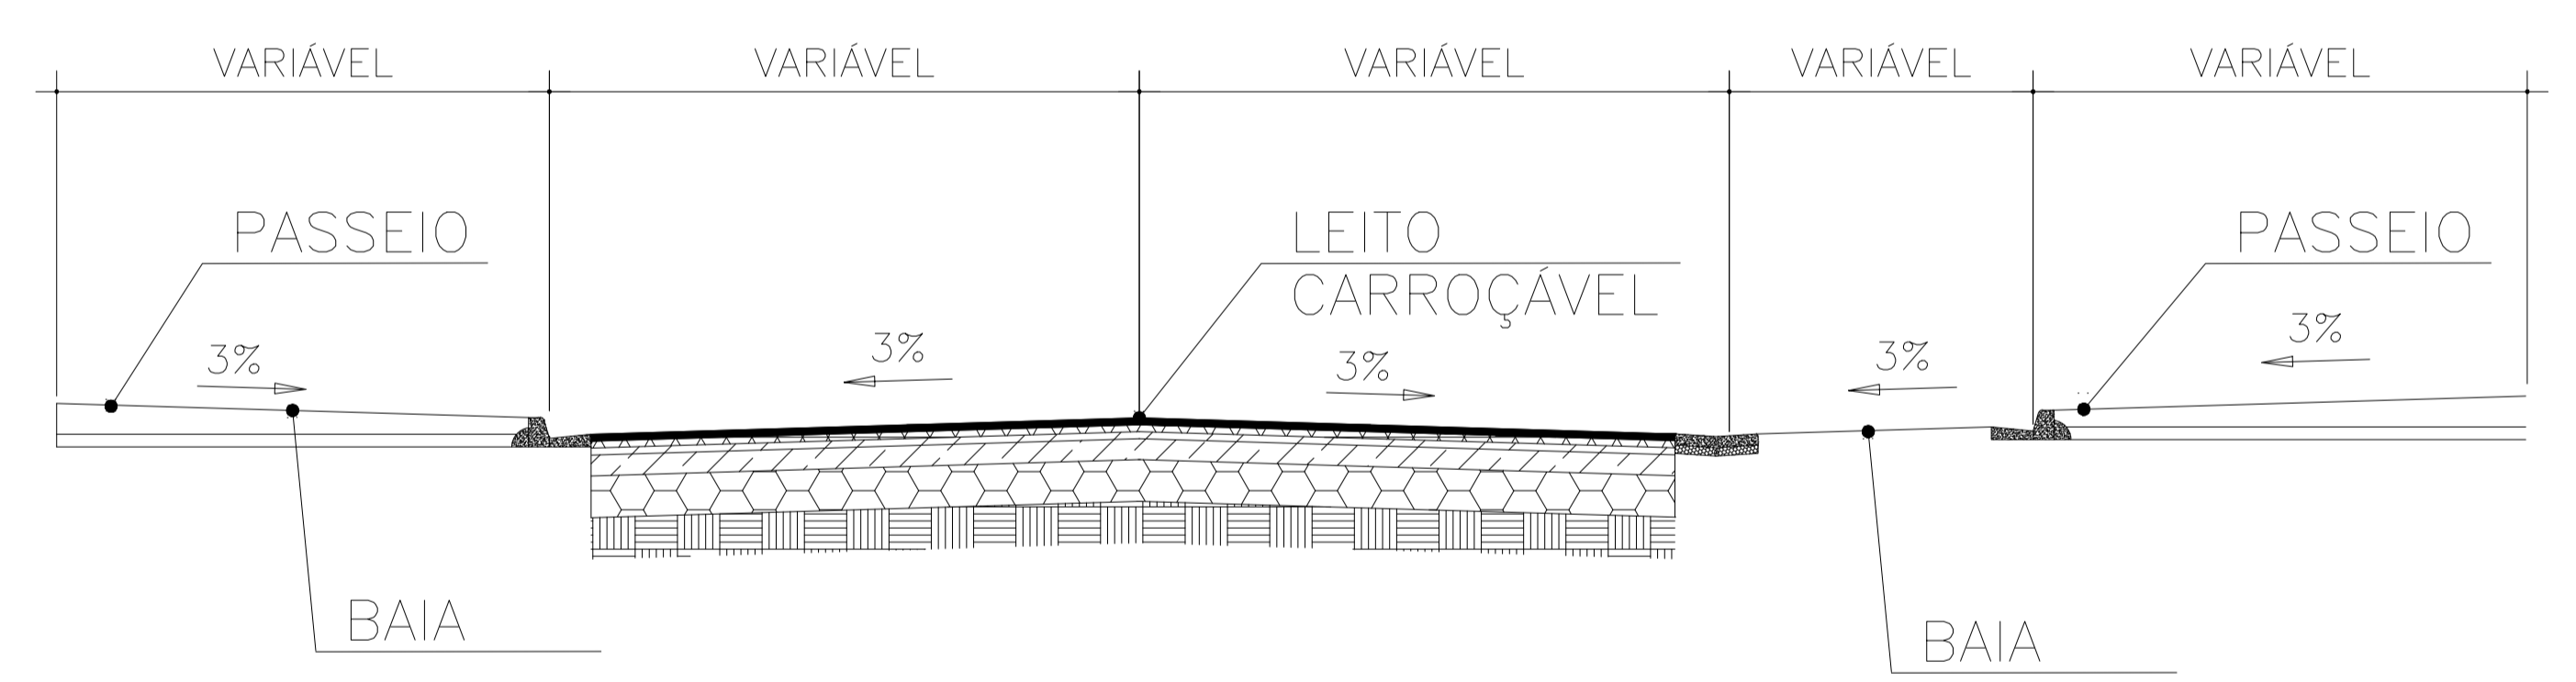 VARIÁVEL
VARIÁVEL
VARIÁVEL
VARIÁVEL
VARIÁVEL
PASSEIO
LEITO
CARROÇÁVEL
PASSEIO
3%
3%
3%
3%
3%
BAIA
BAIA